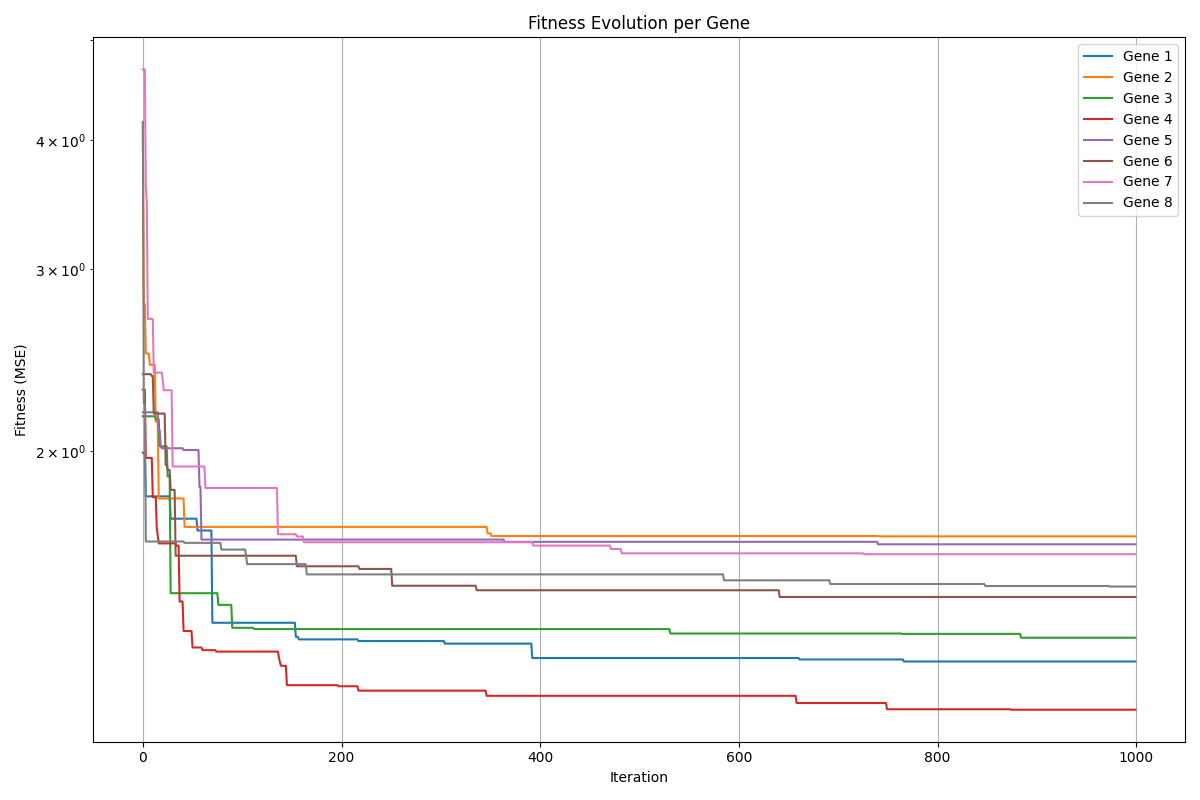 Fitness Evolution per Gene
Fitness (MSE)
4 × 10⁰
3 × 10⁰
2 × 10⁰
Gene 1
Gene 2
Gene 3
Gene 4
Gene 5
Gene 6
Gene 7
Gene 8
0 200 400 600 800 1000
Iteration